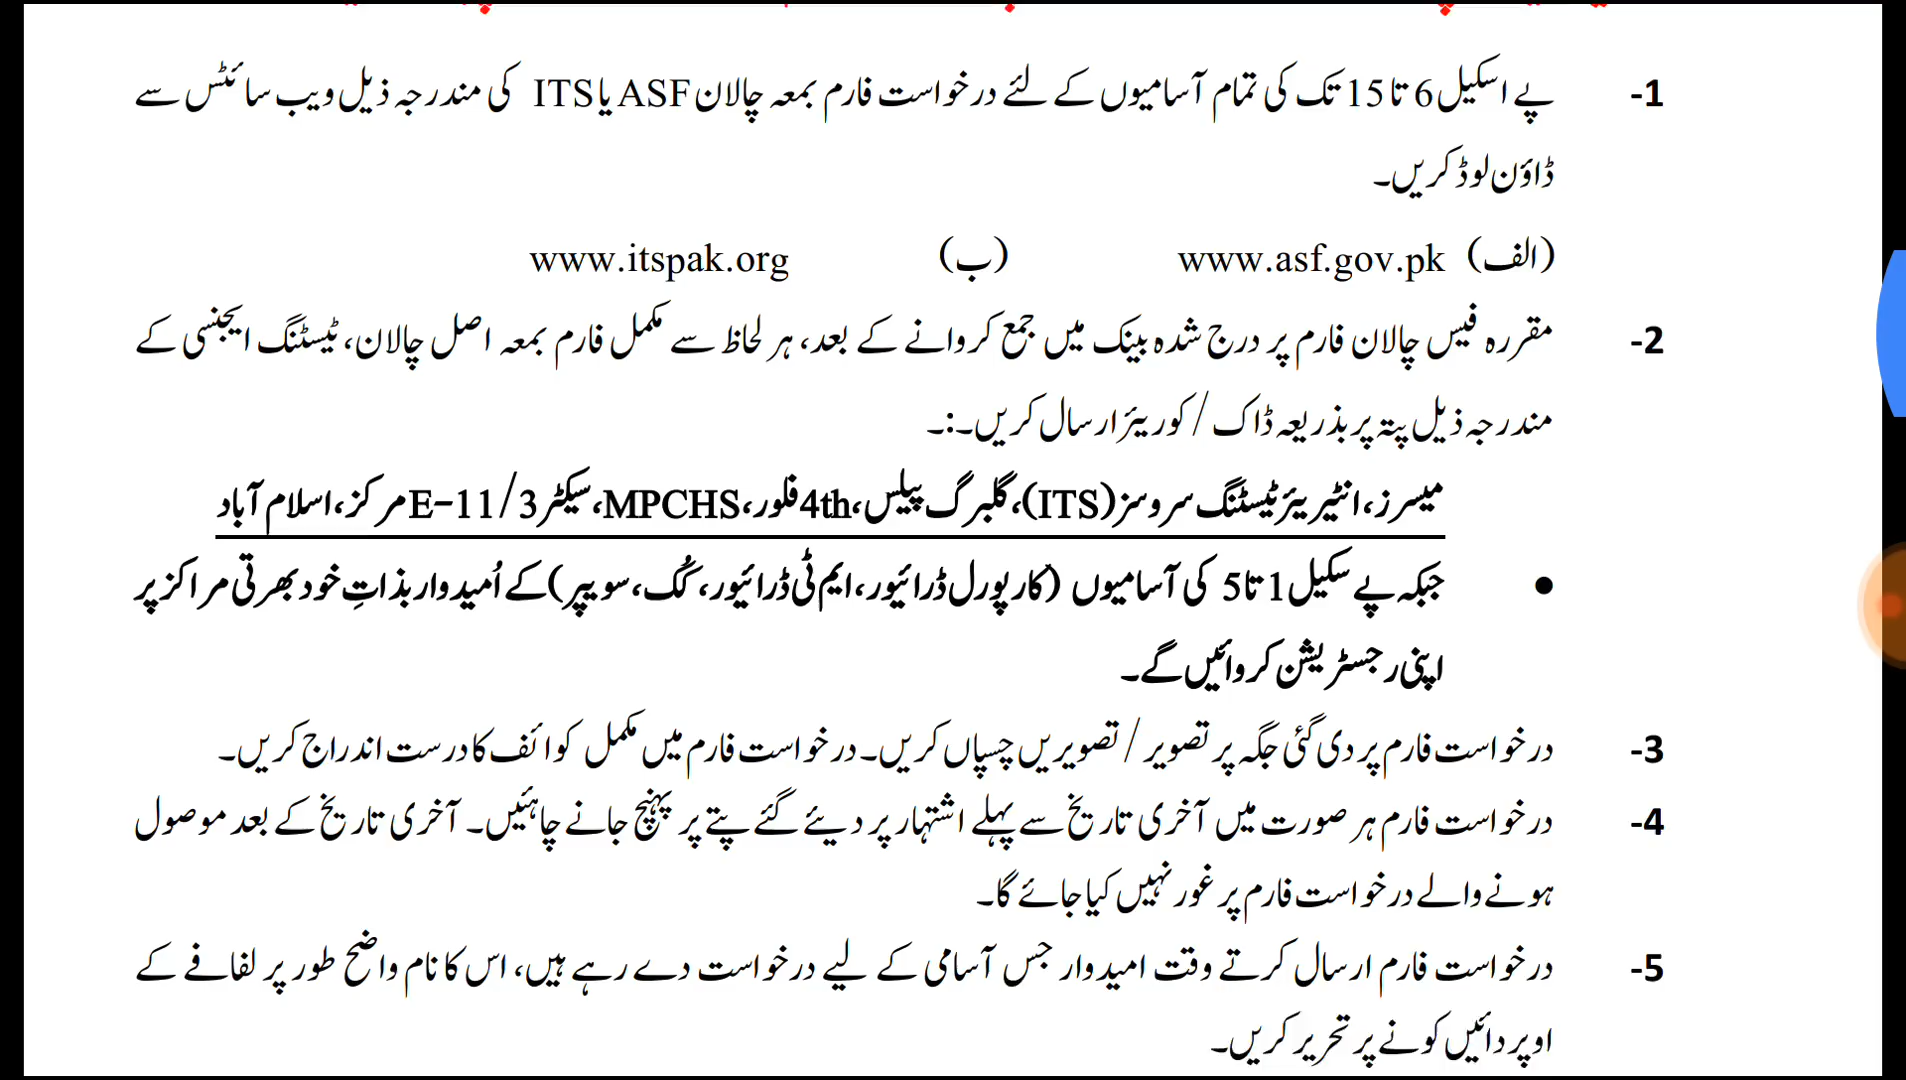 1- پے اسکیل 6 تا 15 تک کی تمام آسامیوں کے لئے درخواست فارم بمعہ چالان ASF یا ITS کی مندرجہ ذیل ویب سائٹس سے
ڈاؤن لوڈ کریں۔
(الف) www.asf.gov.pk (ب) www.itspak.org
2- مقررہ فیس چالان فارم پر درج شدہ بینک میں جمع کروانے کے بعد، ہر لحاظ سے مکمل فارم بمعہ اصل چالان، ٹیسٹنگ ایجنسی کے
مندرجہ ذیل پتہ پر بذریعہ ڈاک / کوریئر ارسال کریں۔:۔
میسرز، انٹیریئر ٹیسٹنگ سروسز (ITS)، گلبرگ پیلس، 4th فلور، MPCHS، سیکٹر E-11/3 مرکز، اسلام آباد
● جبکہ پے سکیل 1 تا 5 کی آسامیوں (کارپورل ڈرائیور، ایم ٹی ڈرائیور، کُک، سویپر) کے اُمیدوار بذاتِ خود بھرتی مراکز پر
اپنی رجسٹریشن کروائیں گے۔
3- درخواست فارم پر دی گئی جگہ پر تصویر / تصویریں چسپاں کریں۔ درخواست فارم میں مکمل کوائف کا درست اندراج کریں۔
4- درخواست فارم ہر صورت میں آخری تاریخ سے پہلے اشتہار پر دیئے گئے پتے پر پہنچ جانے چاہئیں۔ آخری تاریخ کے بعد موصول
ہونے والے درخواست فارم پر غور نہیں کیا جائے گا۔
5- درخواست فارم ارسال کرتے وقت امیدوار جس آسامی کے لیے درخواست دے رہے ہیں، اس کا نام واضح طور پر لفافے کے
اوپر دائیں کونے پر تحریر کریں۔